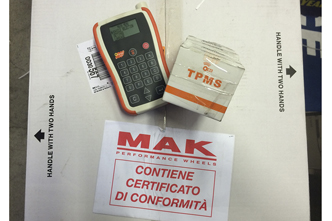 HANDLE WITH TWO HANDS
TPMS
HANDLE WITH TWO HANDS
MAK
PERFORMANCE WHEELS
CONTIENE
CERTIFICATO
DI CONFORMITÀ